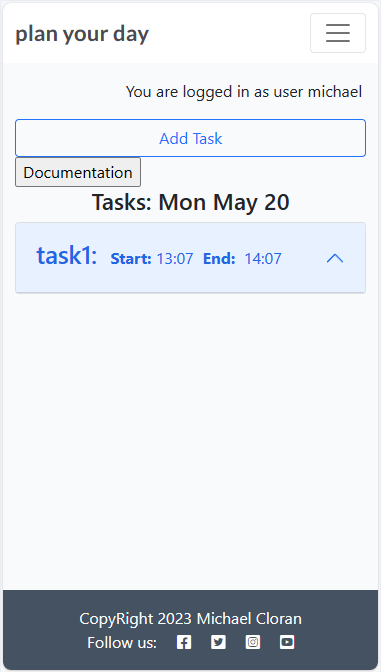 plan your day
You are logged in as user michael
Add Task
Documentation
Tasks: Mon May 20
task1: Start: 13:07 End: 14:07
CopyRight 2023 Michael Cloran
Follow us: